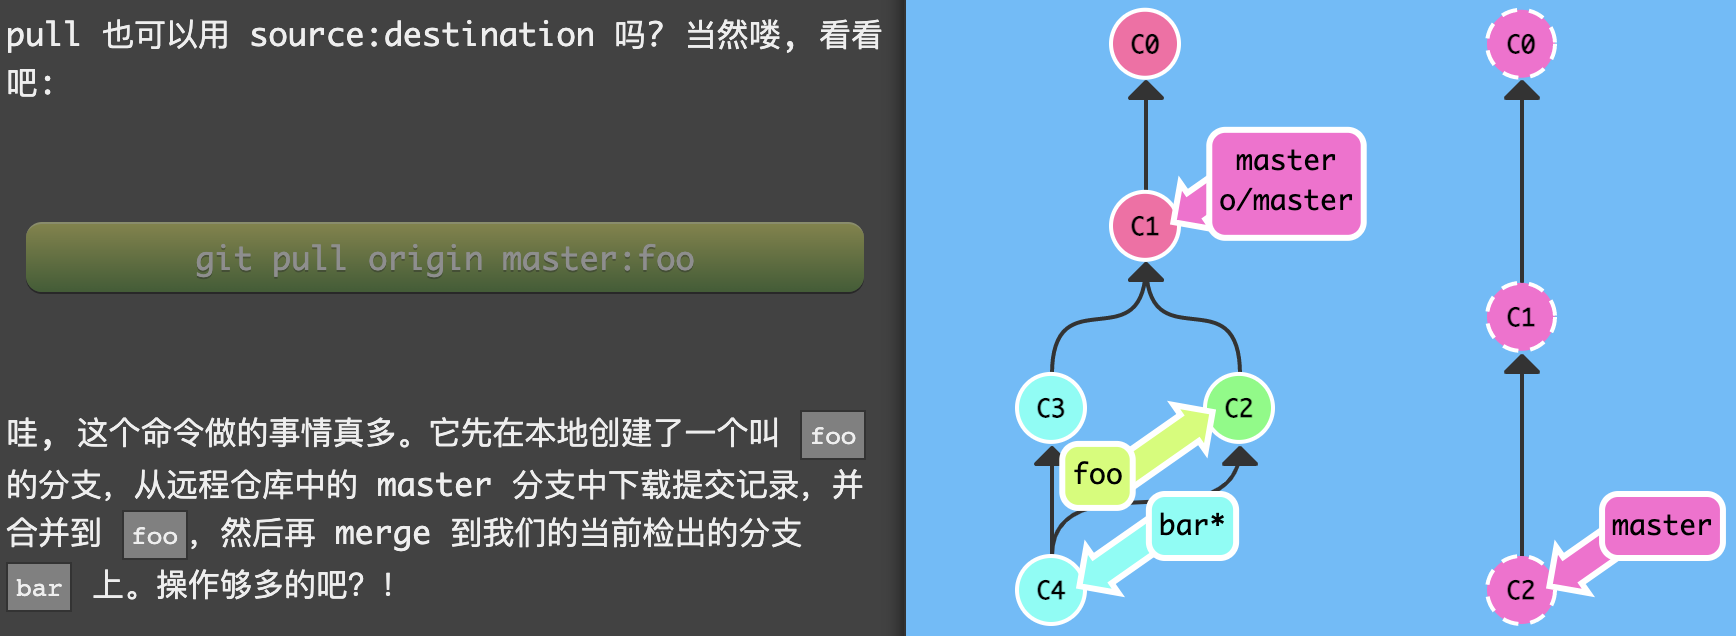 pull 也可以用 source:destination 吗？当然喽，看看
吧：
git pull origin master:foo
哇，这个命令做的事情真多。它先在本地创建了一个叫 foo
的分支，从远程仓库中的 master 分支中下载提交记录，并
合并到 foo，然后再 merge 到我们的当前检出的分支
bar 上。操作够多的吧？！
C0
master
o/master
C1
C3
C2
foo
bar*
C4
C0
C1
master
C2